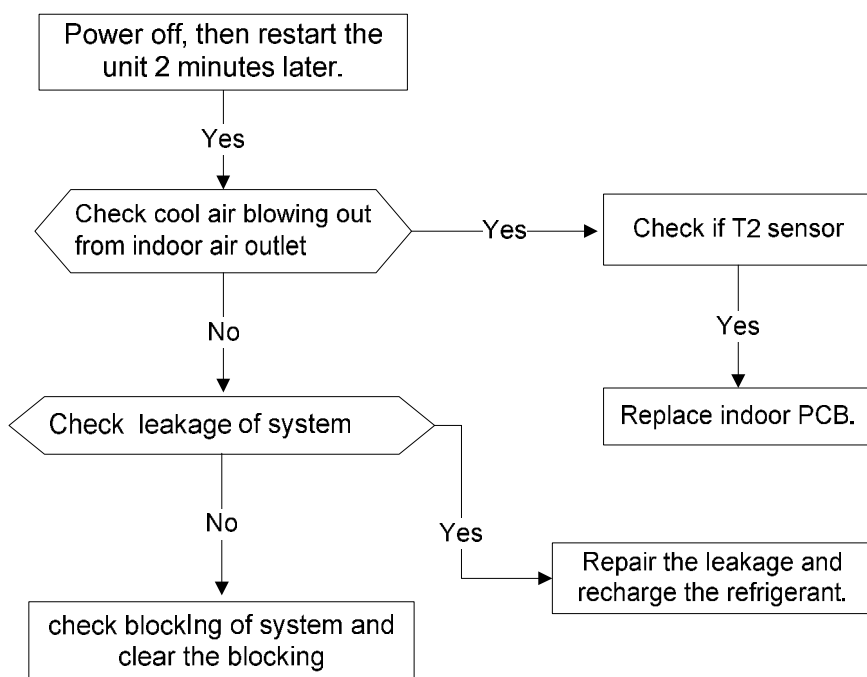 Power off, then restart the
unit 2 minutes later.
Yes
Check cool air blowing out
from indoor air outlet
Yes
Check if T2 sensor
No
Yes
Check leakage of system
Replace indoor PCB.
No
Yes
Repair the leakage and
recharge the refrigerant.
check blocking of system and
clear the blocking